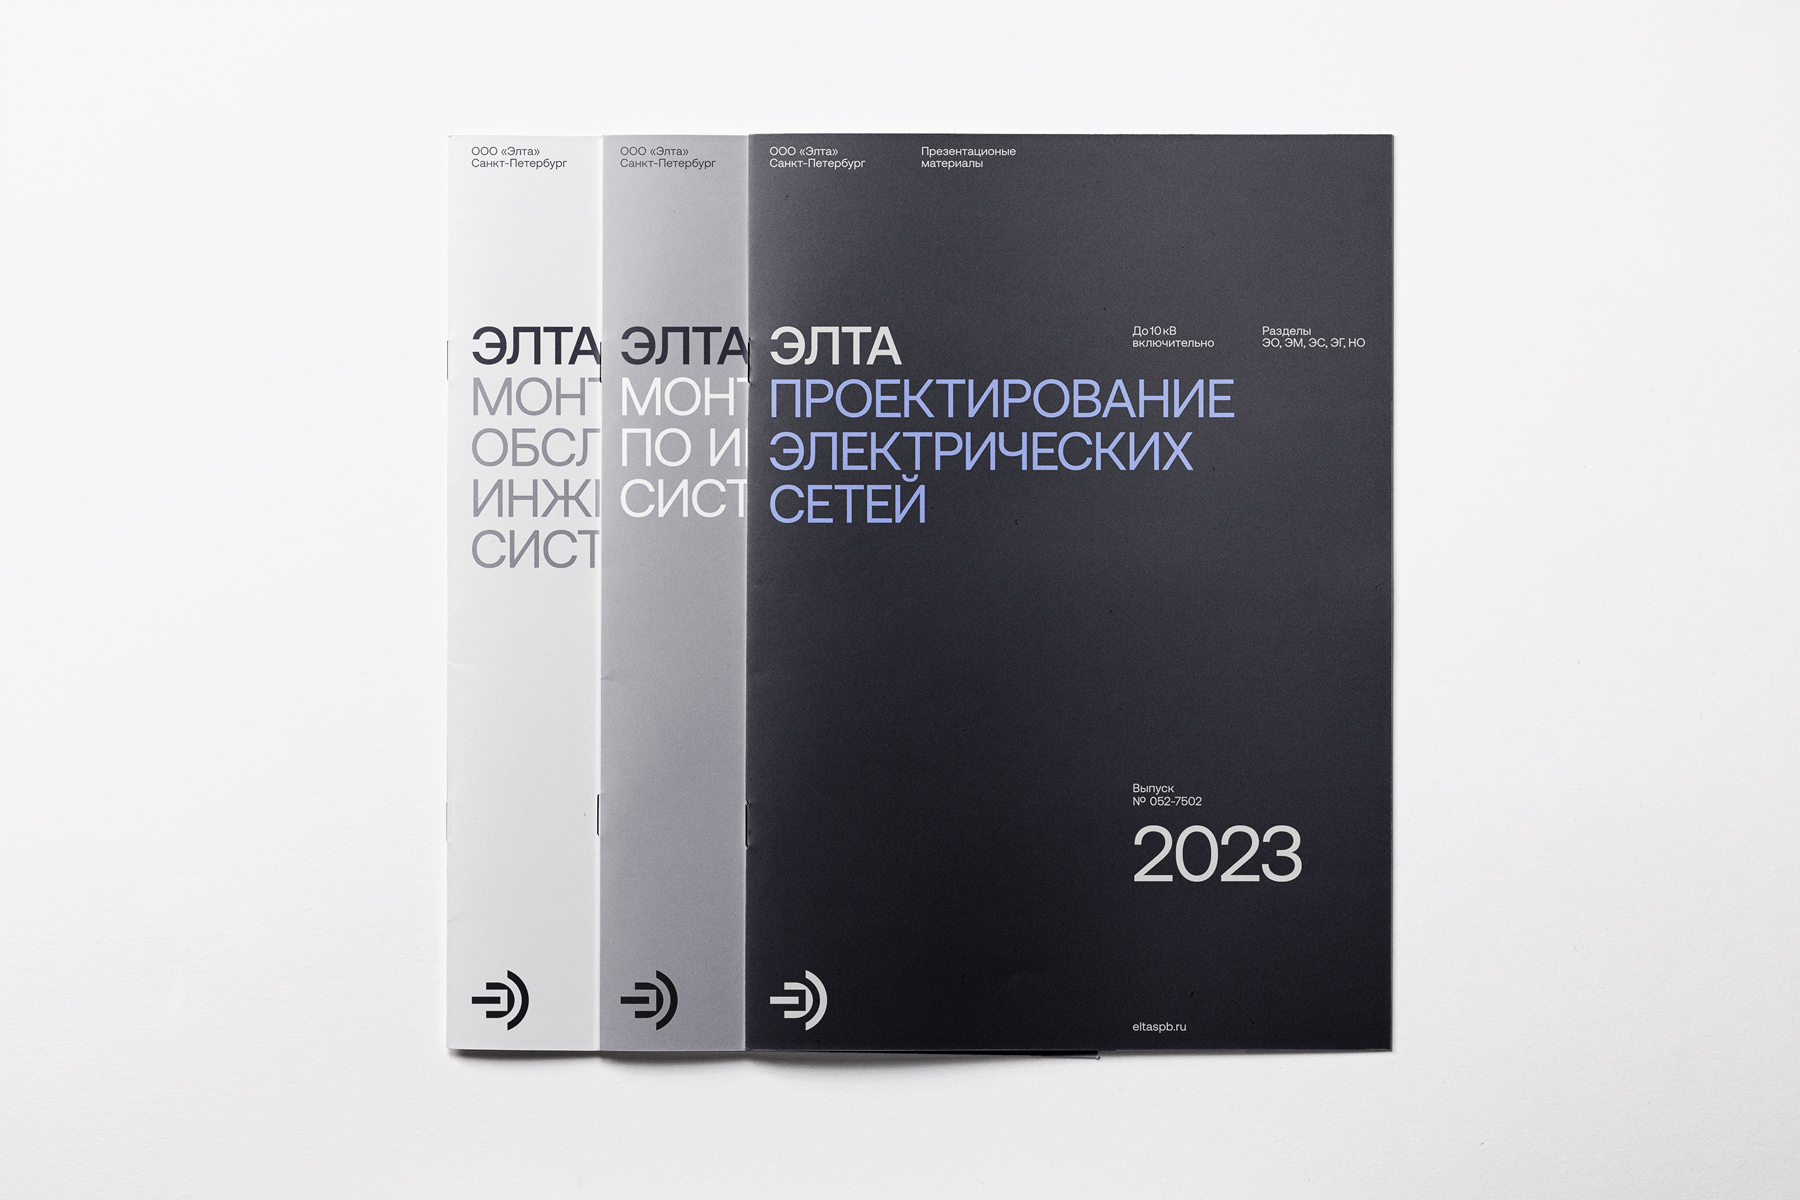 ООО «Элта»
Санкт-Петербург
ЭЛТА
ООО «Элта»
Санкт-Петербург
ЭЛТА
ПО
ООО «Элта»
Санкт-Петербург
Презентационые
материалы
ЭЛТА
ПРОЕКТИРОВАНИЕ
ЭЛЕКТРИЧЕСКИХ
СЕТЕЙ
До 10 кВ
включительно
Разделы
ЭО, ЭМ, ЭС, ЭГ, НО
Выпуск
№ 052-7502
2023
eltaspb.ru